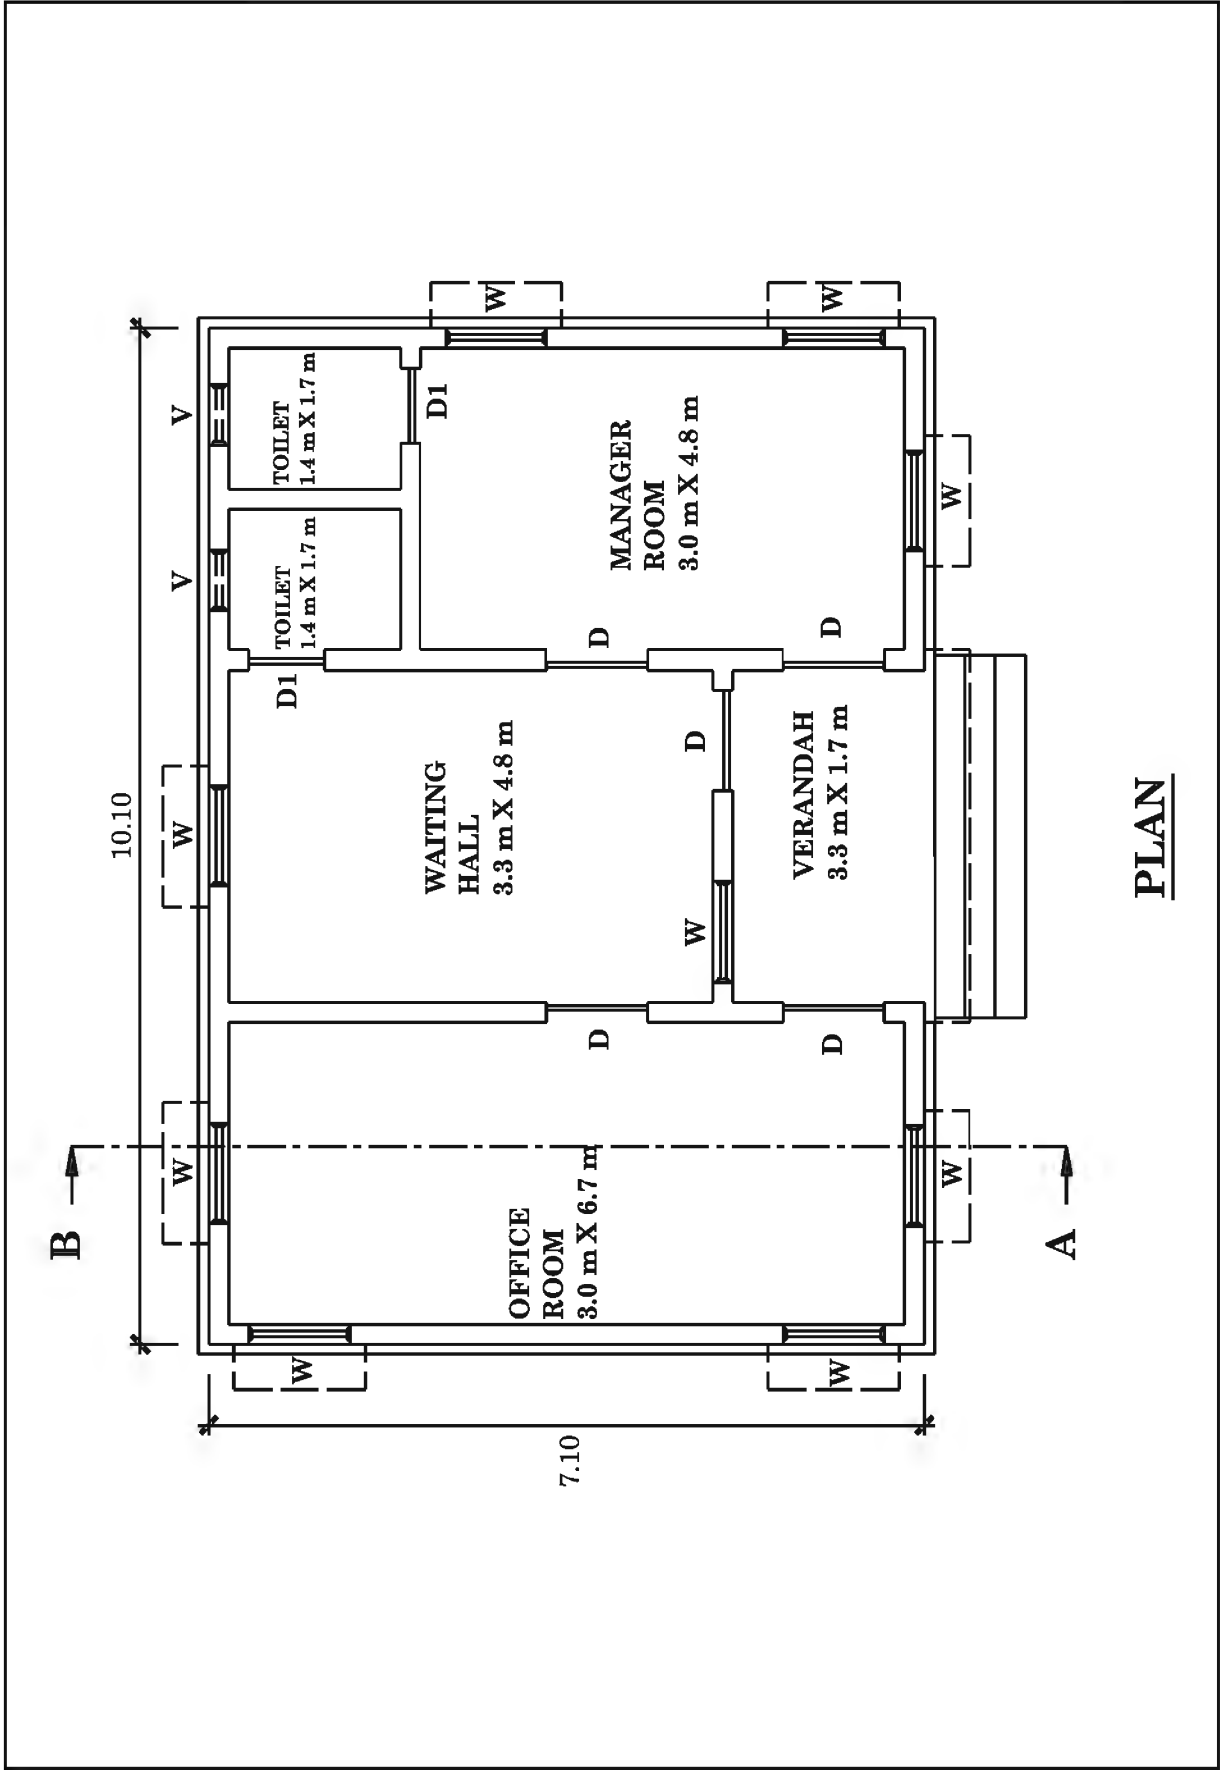 B
10.10
W
W
V
V
TOILET
1.4 m X 1.7 m
TOILET
1.4 m X 1.7 m
W
D1
D1
7.10
OFFICE
ROOM
3.0 m X 6.7 m
WAITING
HALL
3.3 m X 4.8 m
MANAGER
ROOM
3.0 m X 4.8 m
W
D
D
W
D
W
D
VERANDAH
3.3 m X 1.7 m
D
W
A
W
W
PLAN